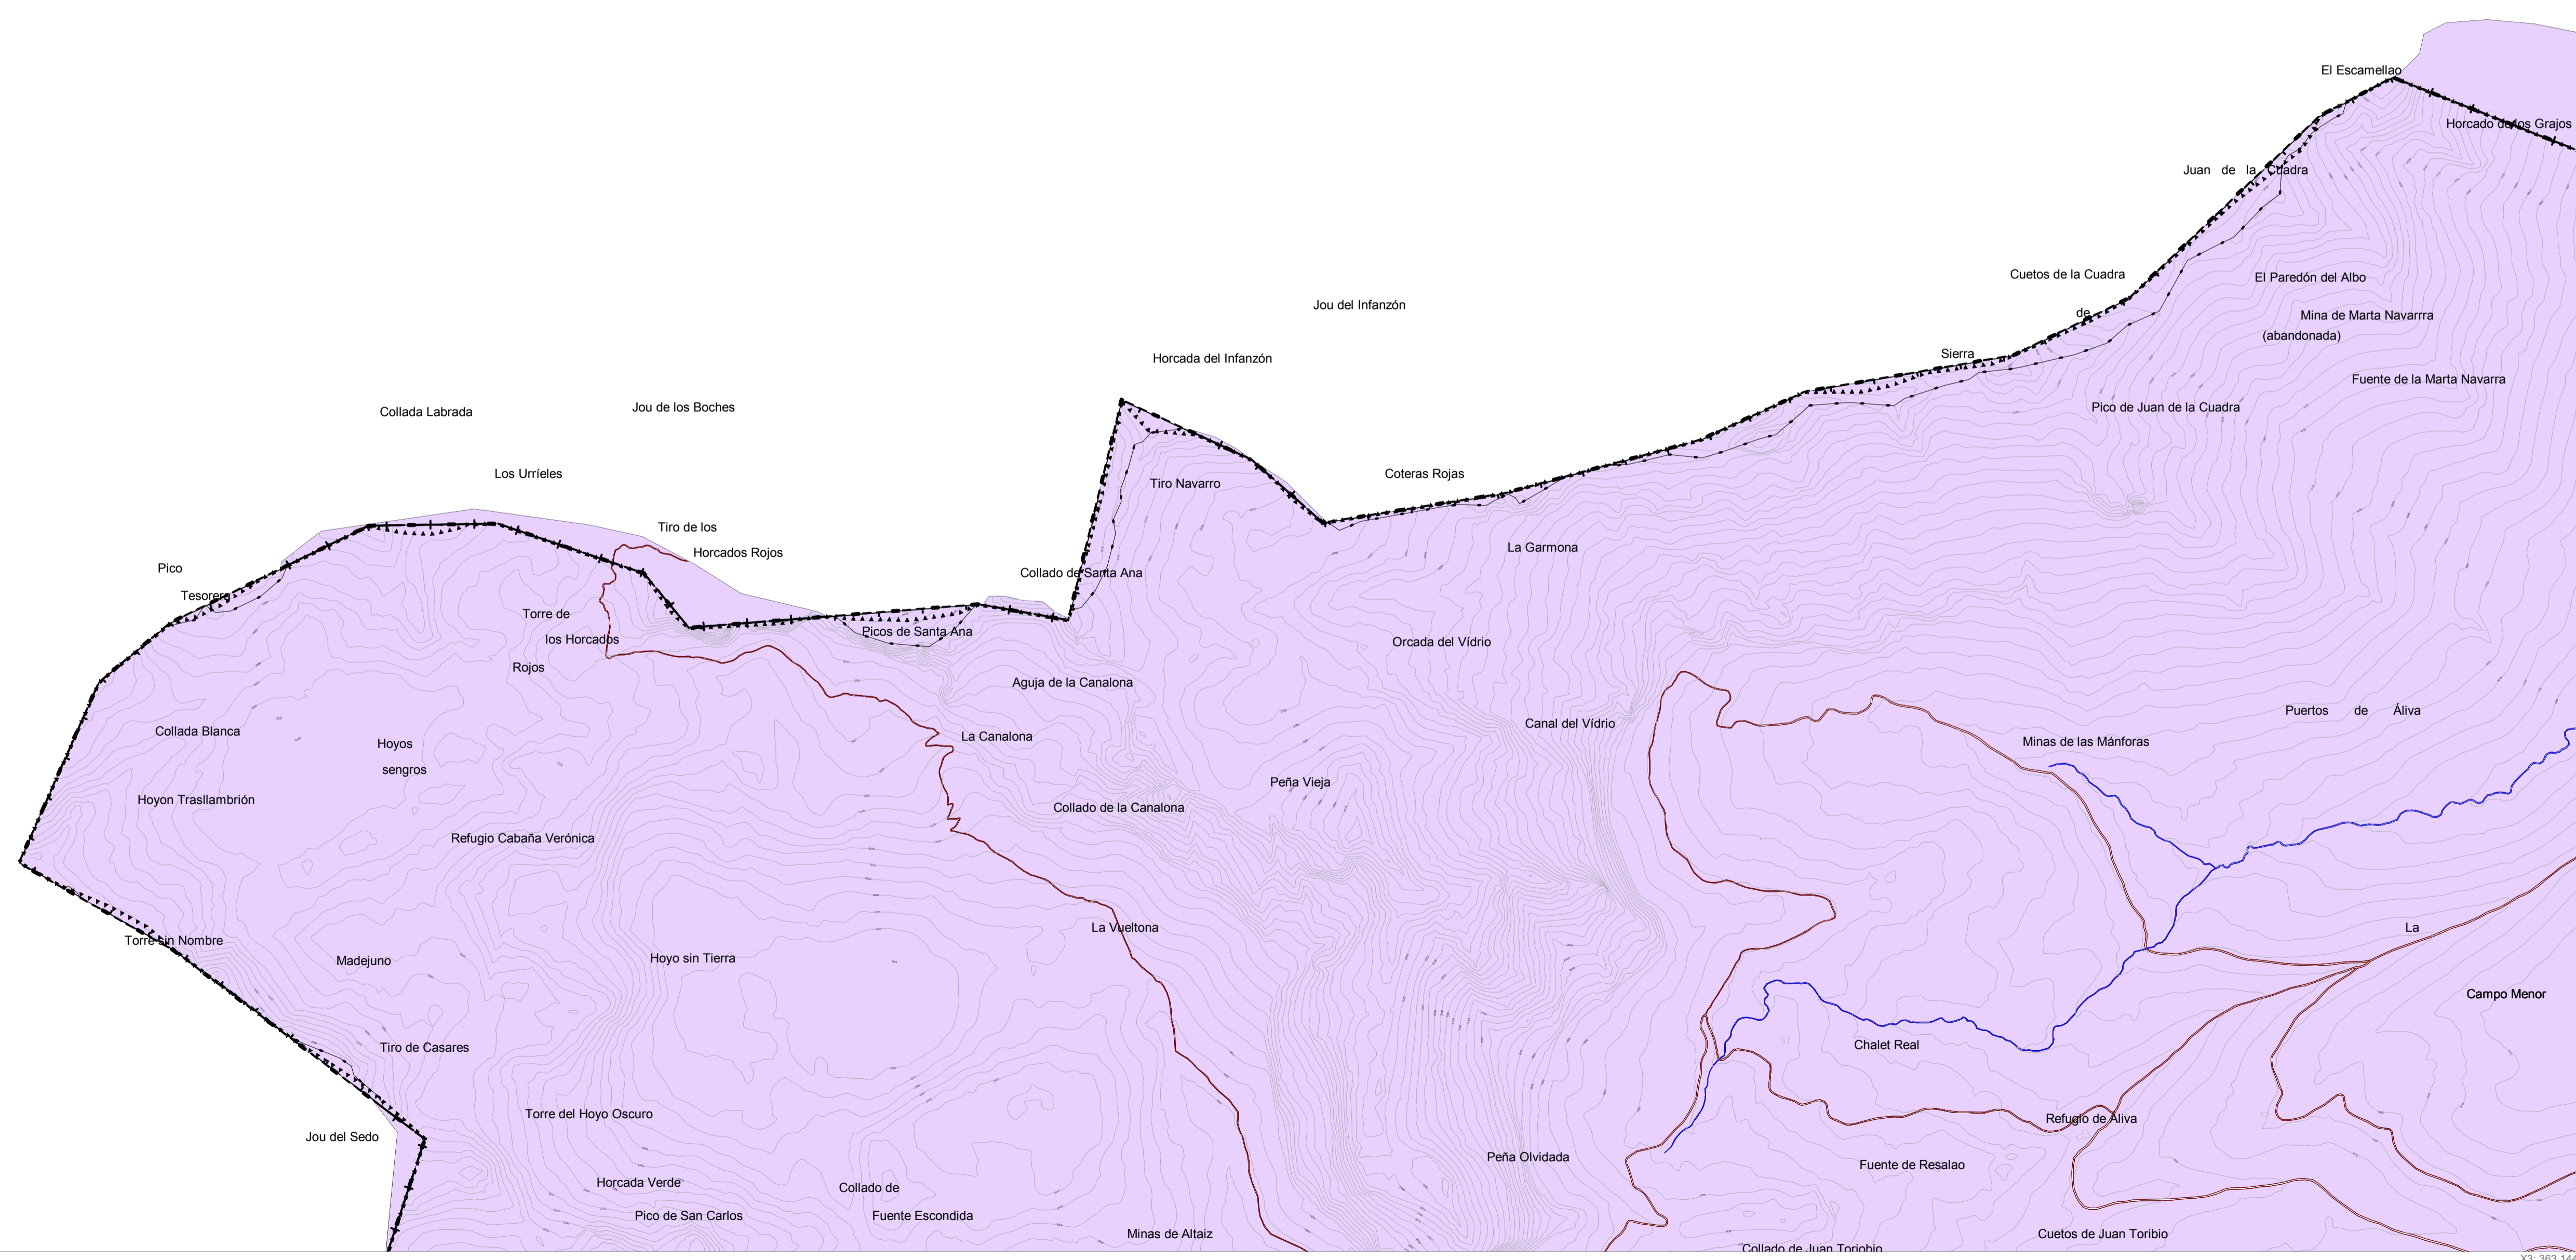 El Escamellao
Horcado de los Grajos
Juan de la Cuadra
Cuetos de la Cuadra
El Paredón del Albo
Jou del Infanzón
de
Mina de Marta Navarrra
(abandonada)
Sierra
Horcada del Infanzón
Fuente de la Marta Navarra
Collada Labrada
Jou de los Boches
Pico de Juan de la Cuadra
Los Urríeles
Coteras Rojas
Tiro Navarro
Tiro de los
Horcados Rojos
La Garmona
Pico
Tesorero
Collado de Santa Ana
Torre de
los Horcados
Rojos
Picos de Santa Ana
Orcada del Vídrio
Aguja de la Canalona
Puertos de Áliva
Collada Blanca
Canal del Vídrio
La Canalona
Hoyos
sengros
Minas de las Mánforas
Peña Vieja
Hoyon Trasllambrión
Collado de la Canalona
Refugio Cabaña Verónica
La Vueltona
La
Torre sin Nombre
Madejuno
Hoyo sin Tierra
Campo Menor
Tiro de Casares
Chalet Real
Torre del Hoyo Oscuro
Refugio de Áliva
Jou del Sedo
Peña Olvidada
Fuente de Resalao
Horcada Verde
Collado de
Fuente Escondida
Pico de San Carlos
Minas de Altaiz
Cuetos de Juan Toribio
Collado de Juan Toriobio